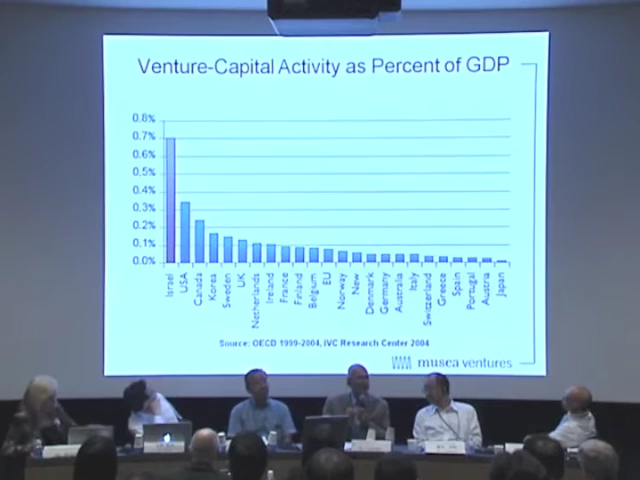 Venture-Capital Activity as Percent of GDP
0.8%
0.7%
0.6%
0.5%
0.4%
0.3%
0.2%
0.1%
0.0%
Israel
USA
Canada
Korea
Sweden
UK
Netherlands
Ireland
France
Finland
Belgium
EU
Norway
New
Denmark
Germany
Australia
Italy
Switzerland
Greece
Spain
Portugal
Austria
Japan
Source: OECD 1999-2004, IVC Research Center 2004
musea ventures